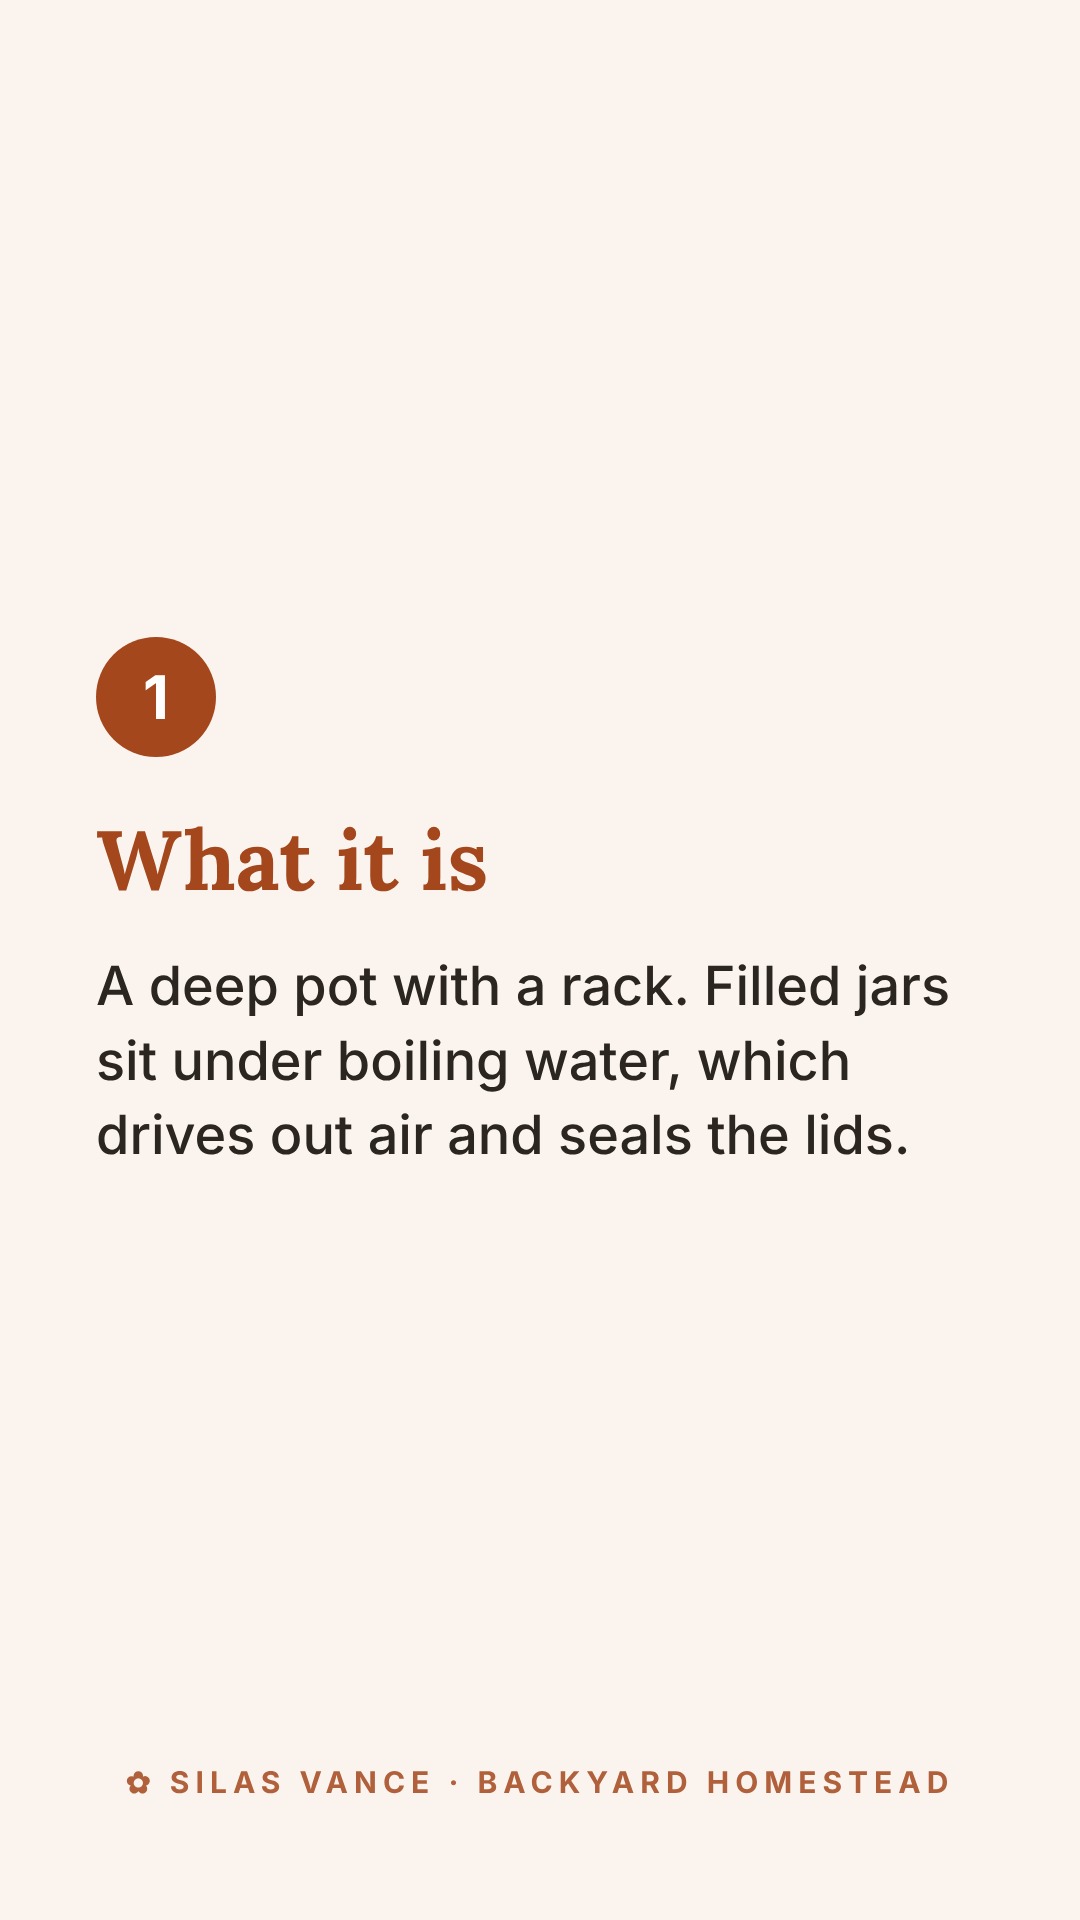 1
What it is
A deep pot with a rack. Filled jars
sit under boiling water, which
drives out air and seals the lids.
✿ SILAS VANCE · BACKYARD HOMESTEAD